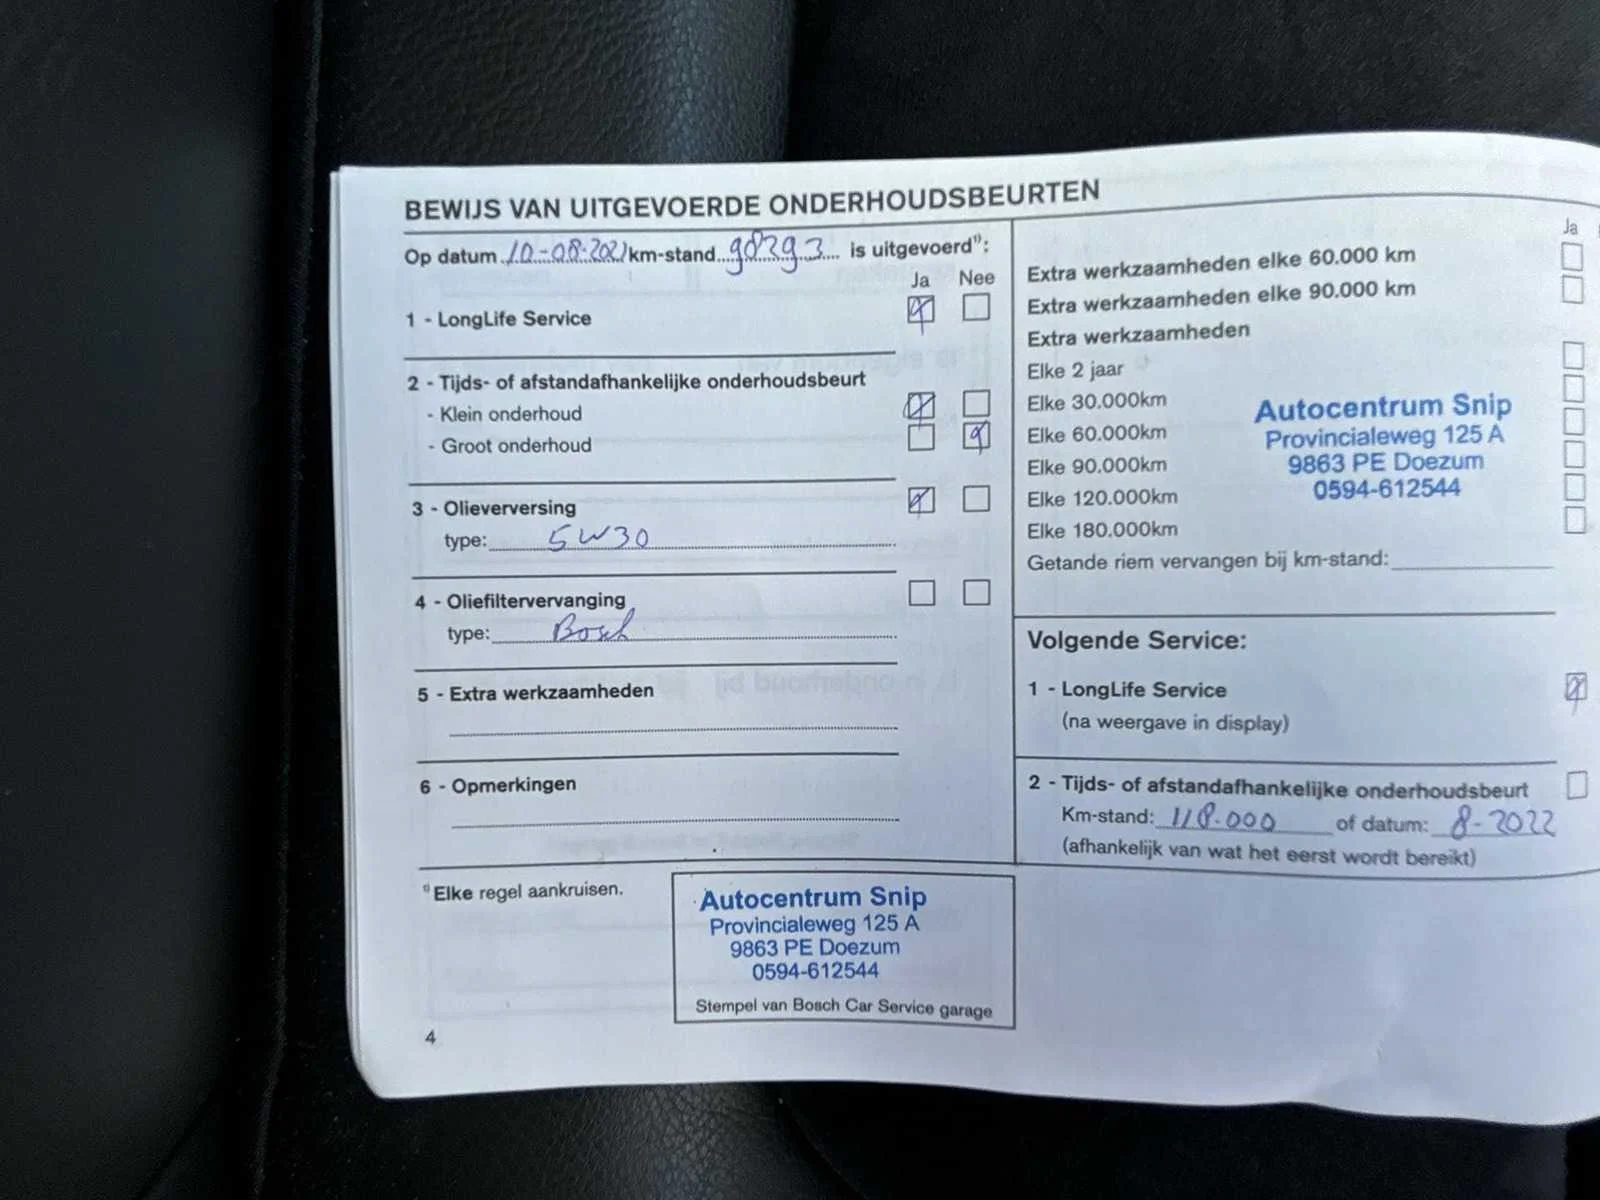 BEWIJS VAN UITGEVOERDE ONDERHOUDSBEURTEN
Op datum 10-08-2021 km-stand 98293 is uitgevoerd¹⁾:
Ja Nee
1 - LongLife Service
2 - Tijds- of afstandafhankelijke onderhoudsbeurt
- Klein onderhoud
- Groot onderhoud
3 - Olieverversing
type: 5W30
4 - Oliefiltervervanging
type: Bosch
5 - Extra werkzaamheden
6 - Opmerkingen
¹⁾ Elke regel aankruisen.
Autocentrum Snip
Provincialeweg 125 A
9863 PE Doezum
0594-612544
Stempel van Bosch Car Service garage
4
Ja
Extra werkzaamheden elke 60.000 km
Extra werkzaamheden elke 90.000 km
Extra werkzaamheden
Elke 2 jaar
Elke 30.000km
Elke 60.000km
Elke 90.000km
Elke 120.000km
Elke 180.000km
Autocentrum Snip
Provincialeweg 125 A
9863 PE Doezum
0594-612544
Getande riem vervangen bij km-stand:
Volgende Service:
1 - LongLife Service
(na weergave in display)
2 - Tijds- of afstandafhankelijke onderhoudsbeurt
Km-stand: 118.000 of datum: 8-2022
(afhankelijk van wat het eerst wordt bereikt)